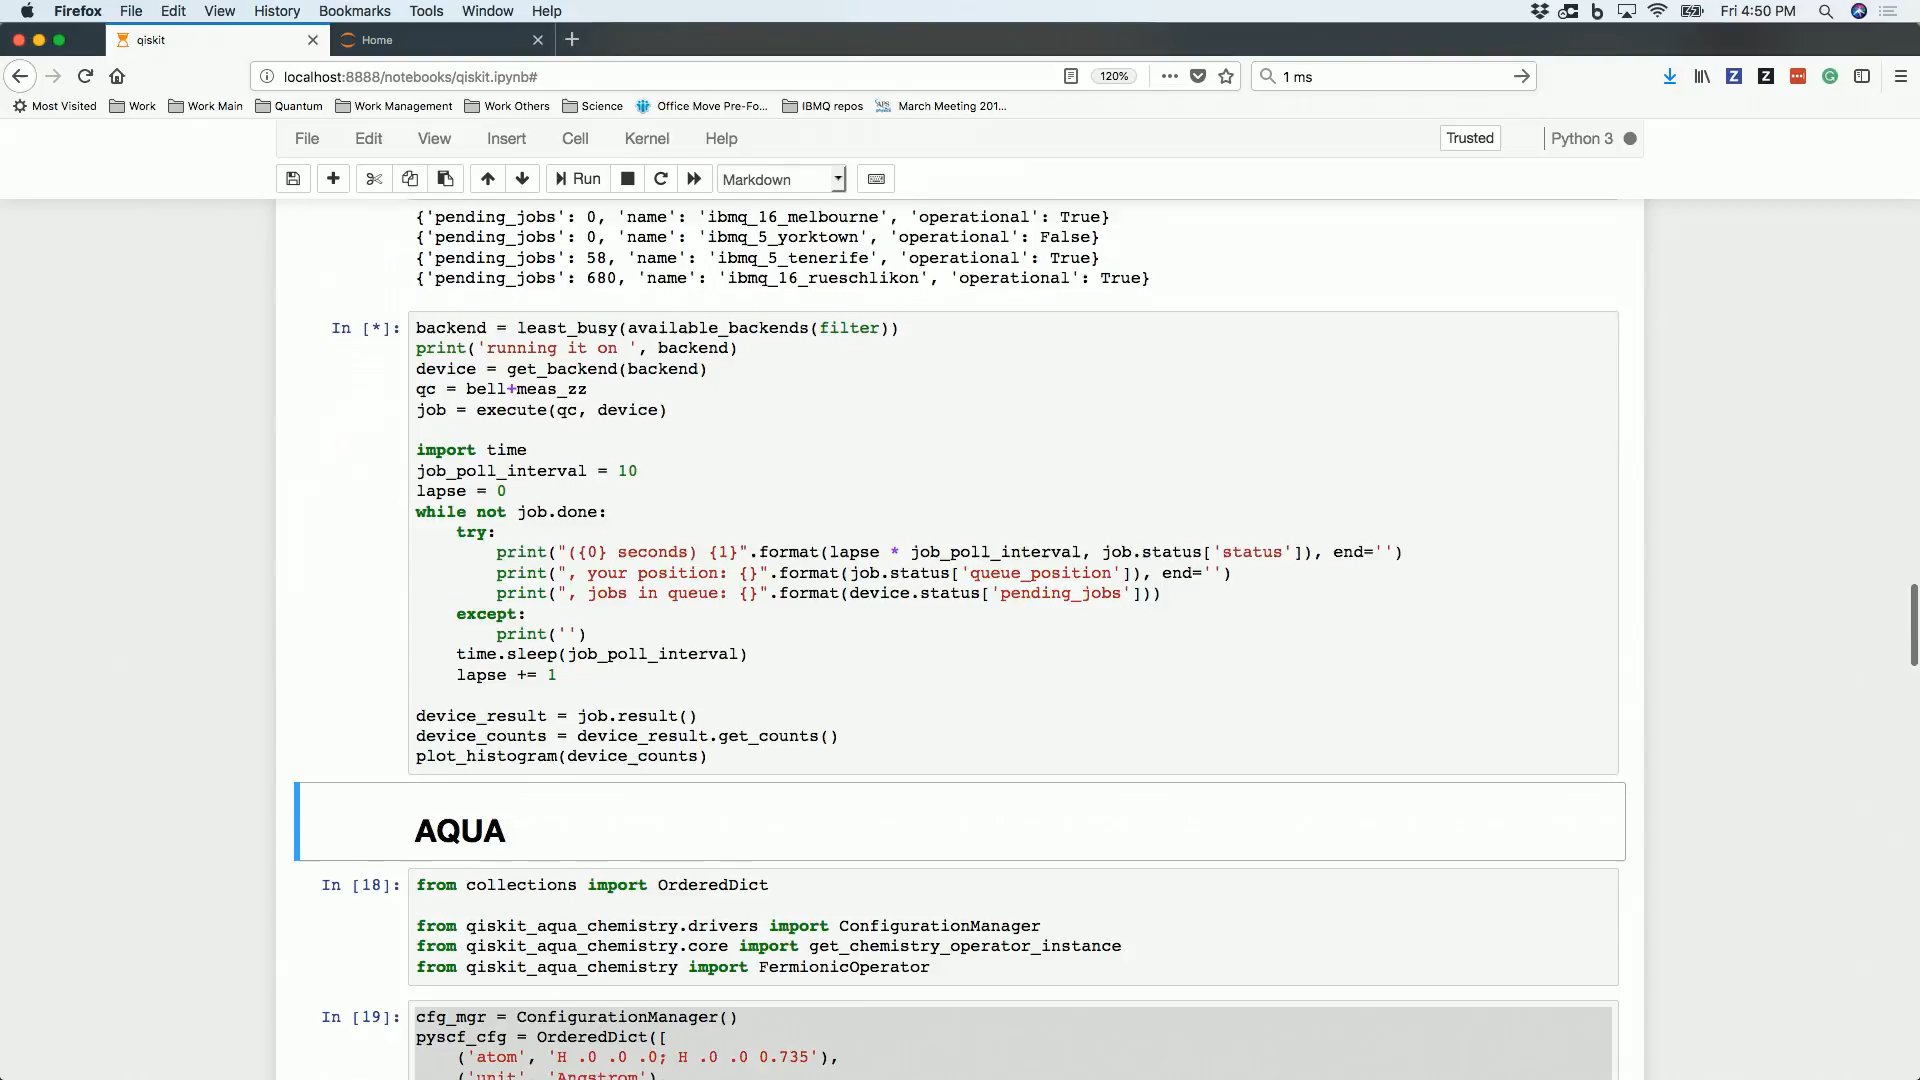 Firefox File Edit View History Bookmarks Tools Window Help Fri 4:50 PM
qiskit Home
localhost:8888/notebooks/qiskit.ipynb# 120% 1 ms
Most Visited Work Work Main Quantum Work Management Work Others Science Office Move Pre-Fo... IBMQ repos March Meeting 201...
File Edit View Insert Cell Kernel Help Trusted Python 3
Run Markdown
{'pending_jobs': 0, 'name': 'ibmq_16_melbourne', 'operational': True}
{'pending_jobs': 0, 'name': 'ibmq_5_yorktown', 'operational': False}
{'pending_jobs': 58, 'name': 'ibmq_5_tenerife', 'operational': True}
{'pending_jobs': 680, 'name': 'ibmq_16_rueschlikon', 'operational': True}
In [*]: backend = least_busy(available_backends(filter))
print('running it on ', backend)
device = get_backend(backend)
qc = bell+meas_zz
job = execute(qc, device)
import time
job_poll_interval = 10
lapse = 0
while not job.done:
    try:
        print("({0} seconds) {1}".format(lapse * job_poll_interval, job.status['status']), end='')
        print(", your position: {}".format(job.status['queue_position']), end='')
        print(", jobs in queue: {}".format(device.status['pending_jobs']))
    except:
        print('')
    time.sleep(job_poll_interval)
    lapse += 1
device_result = job.result()
device_counts = device_result.get_counts()
plot_histogram(device_counts)
AQUA
In [18]: from collections import OrderedDict
from qiskit_aqua_chemistry.drivers import ConfigurationManager
from qiskit_aqua_chemistry.core import get_chemistry_operator_instance
from qiskit_aqua_chemistry import FermionicOperator
In [19]: cfg_mgr = ConfigurationManager()
pyscf_cfg = OrderedDict([
    ('atom', 'H .0 .0 .0; H .0 .0 0.735'),
    ('unit', 'Angstrom'),